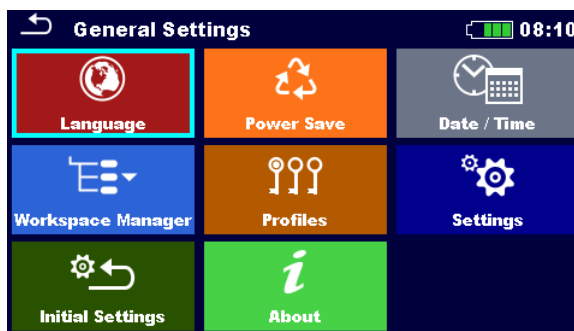 General Settings 08:10
Language Power Save Date / Time
Workspace Manager Profiles Settings
Initial Settings About